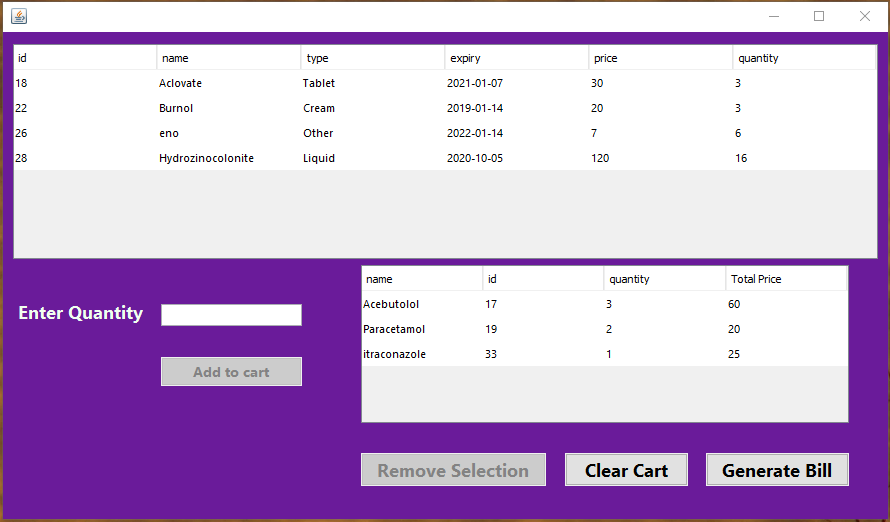 id name type expiry price quantity
18 Aclovate Tablet 2021-01-07 30 3
22 Burnol Cream 2019-01-14 20 3
26 eno Other 2022-01-14 7 6
28 Hydrozinocolonite Liquid 2020-10-05 120 16
name id quantity Total Price
Acebutolol 17 3 60
Paracetamol 19 2 20
itraconazole 33 1 25
Enter Quantity
Add to cart
Remove Selection Clear Cart Generate Bill